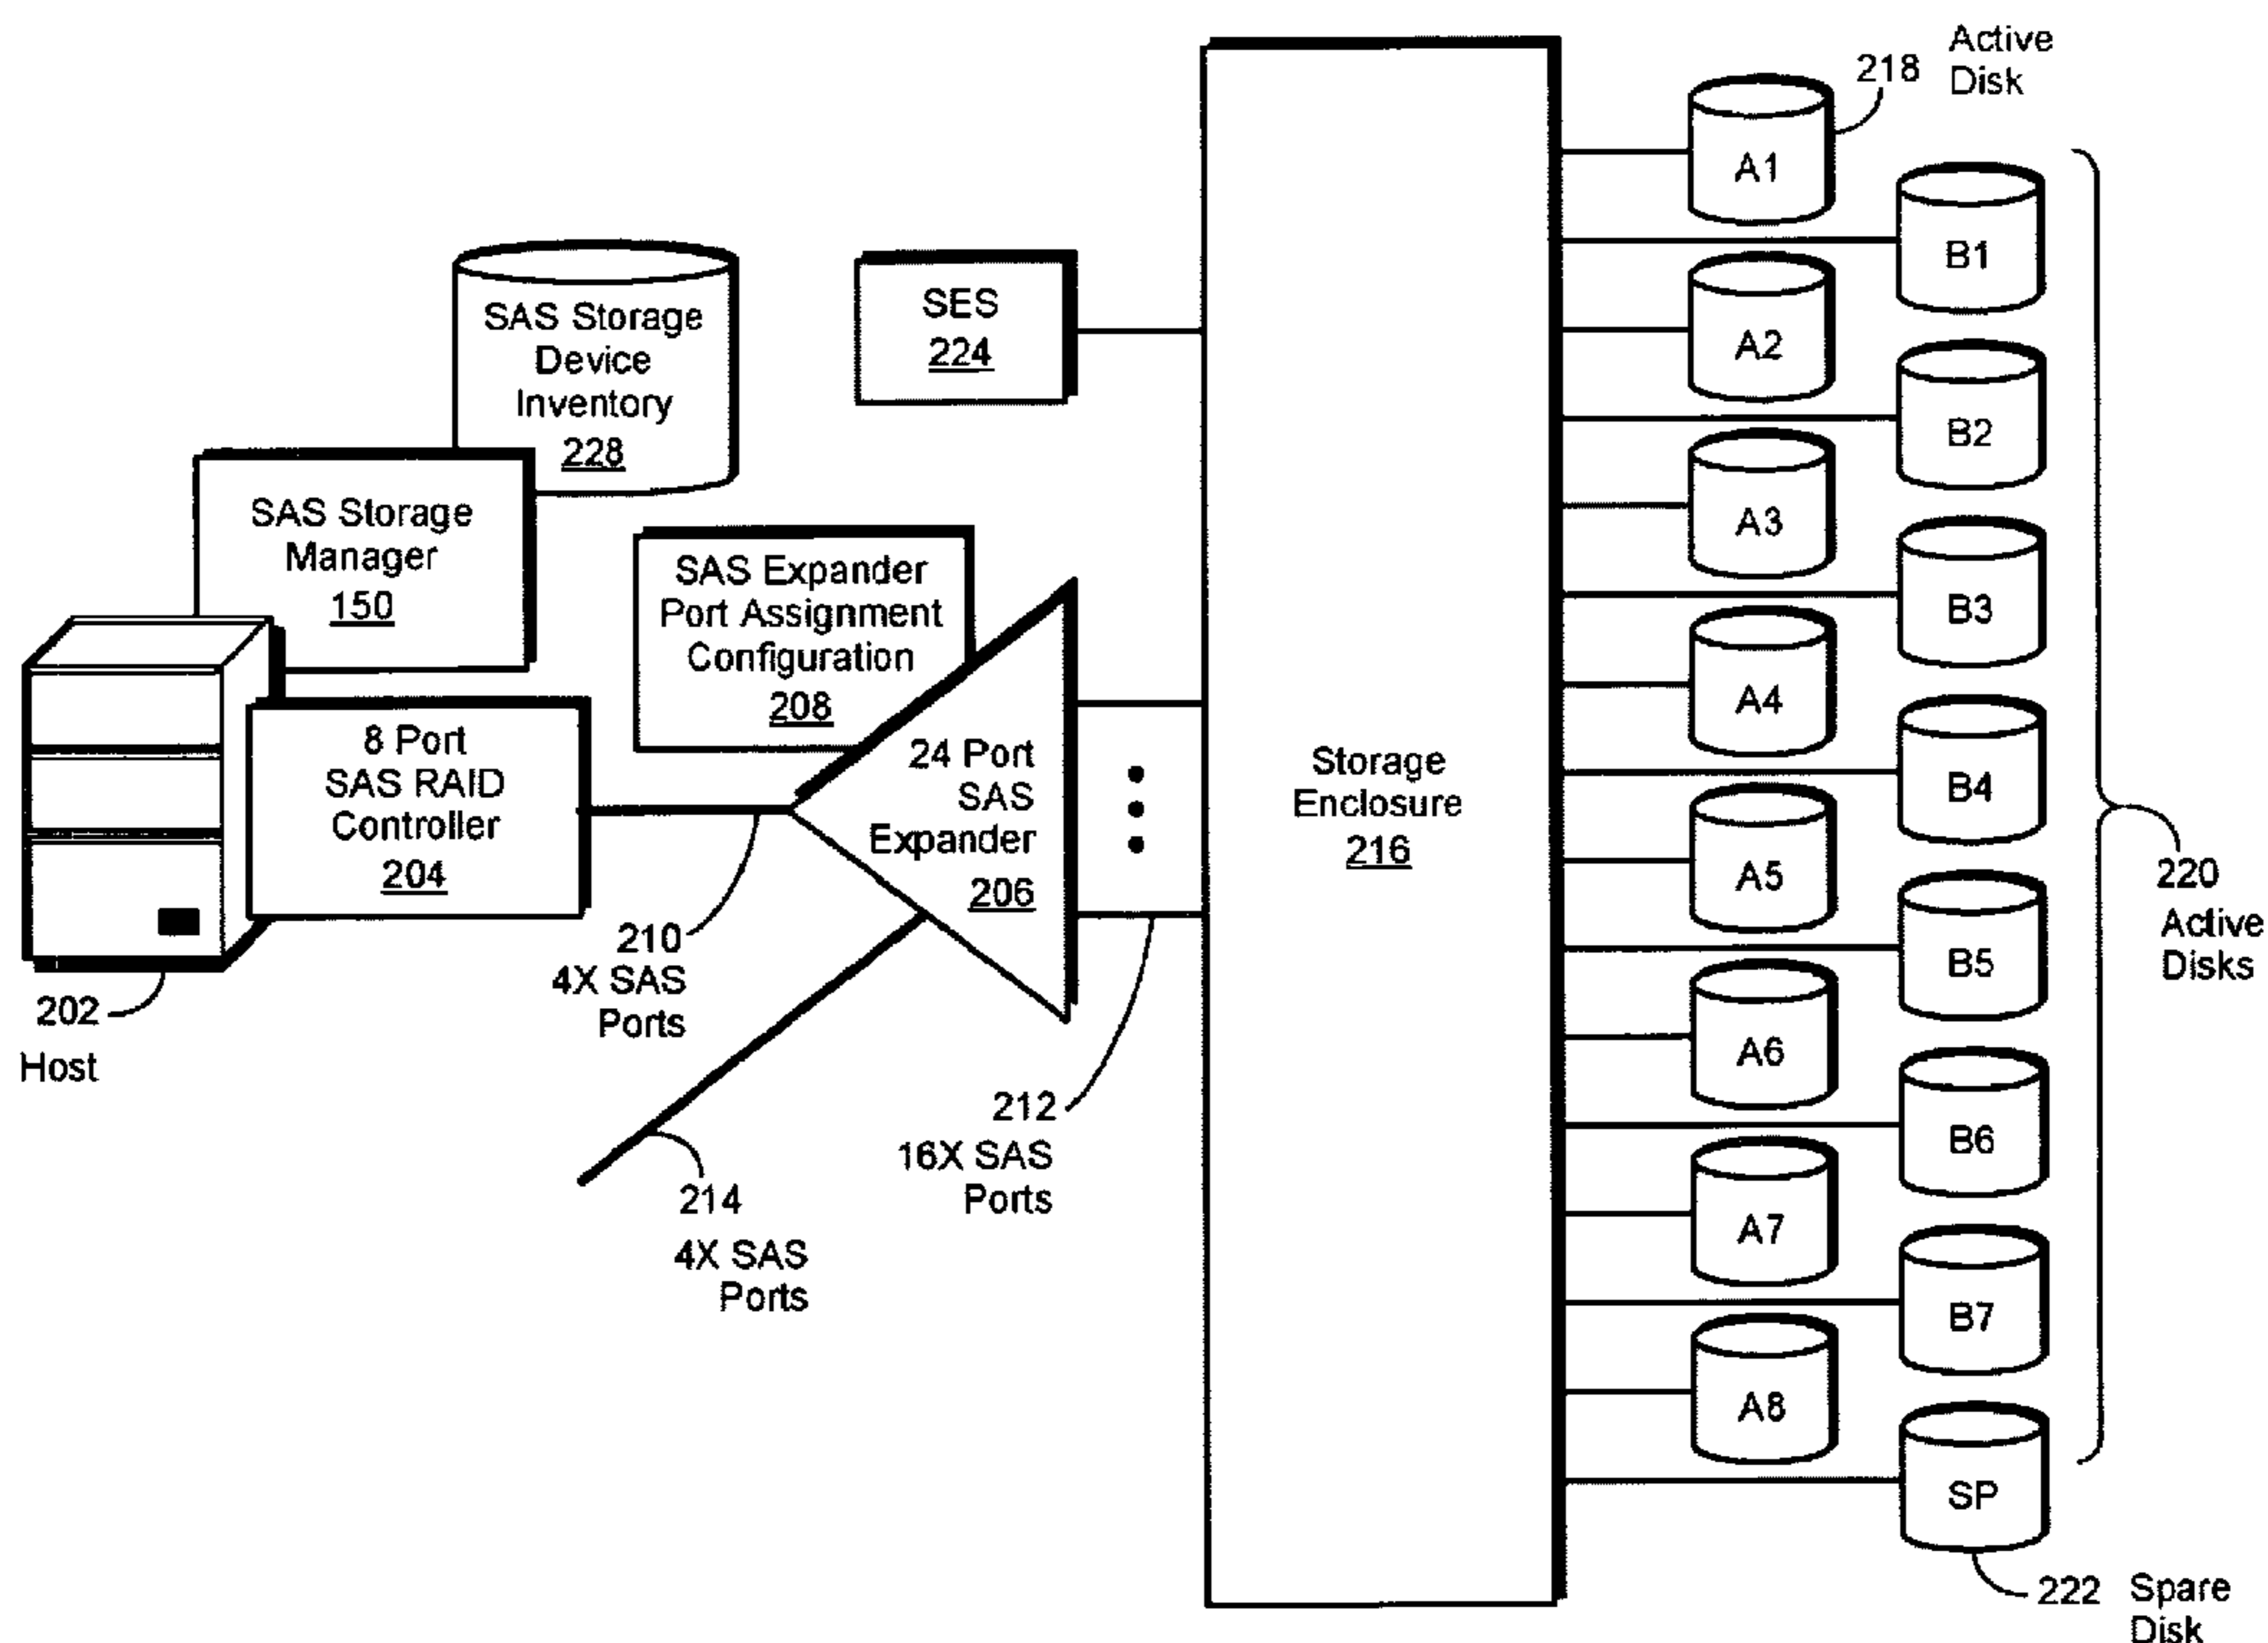 Active
Disk
218
A1
B1
A2
B2
A3
B3
A4
B4
A5
B5
A6
B6
A7
B7
A8
SP
220
Active
Disks
222 Spare
Disk
SAS Storage
Device
Inventory
228
SES
224
SAS Storage
Manager
150
SAS Expander
Port Assignment
Configuration
208
8 Port
SAS RAID
Controller
204
24 Port
SAS
Expander
206
Storage
Enclosure
216
210
4X SAS
Ports
202
Host
212
16X SAS
Ports
214
4X SAS
Ports